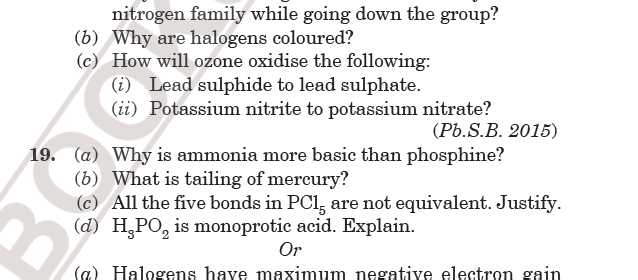 nitrogen family while going down the group?
(b) Why are halogens coloured?
(c) How will ozone oxidise the following:
(i) Lead sulphide to lead sulphate.
(ii) Potassium nitrite to potassium nitrate?
(Pb.S.B. 2015)
19. (a) Why is ammonia more basic than phosphine?
(b) What is tailing of mercury?
(c) All the five bonds in PCl₅ are not equivalent. Justify.
(d) H₃PO₂ is monoprotic acid. Explain.
Or
(a) Halogens have maximum negative electron gain